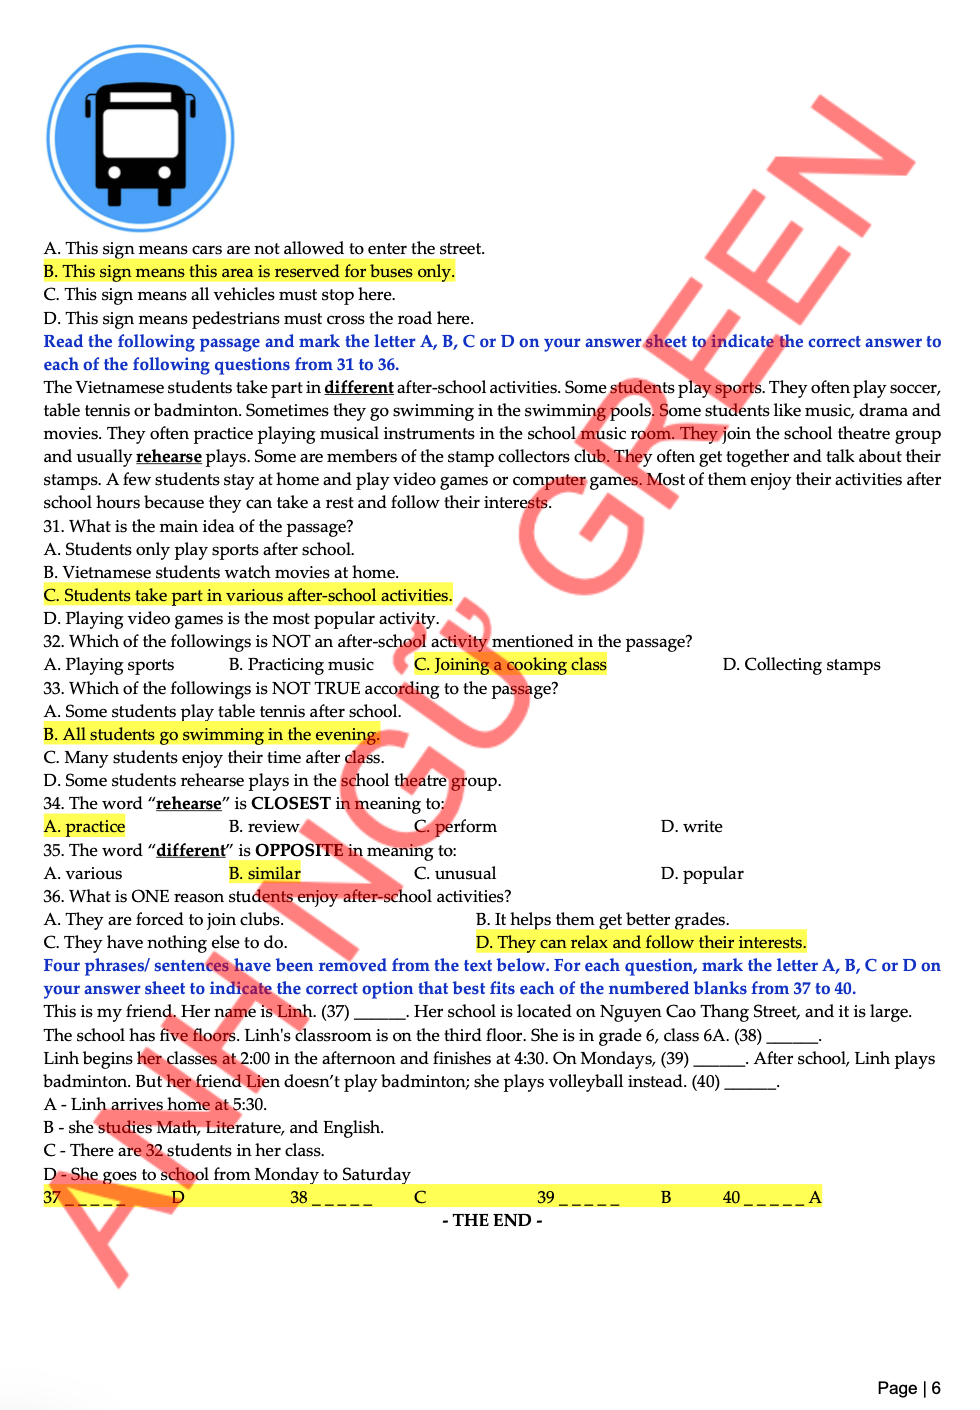 A. This sign means cars are not allowed to enter the street.
B. This sign means this area is reserved for buses only.
C. This sign means all vehicles must stop here.
D. This sign means pedestrians must cross the road here.
Read the following passage and mark the letter A, B, C or D on your answer sheet to indicate the correct answer to
each of the following questions from 31 to 36.
The Vietnamese students take part in different after-school activities. Some students play sports. They often play soccer,
table tennis or badminton. Sometimes they go swimming in the swimming pools. Some students like music, drama and
movies. They often practice playing musical instruments in the school music room. They join the school theatre group
and usually rehearse plays. Some are members of the stamp collectors club. They often get together and talk about their
stamps. A few students stay at home and play video games or computer games. Most of them enjoy their activities after
school hours because they can take a rest and follow their interests.
31. What is the main idea of the passage?
A. Students only play sports after school.
B. Vietnamese students watch movies at home.
C. Students take part in various after-school activities.
D. Playing video games is the most popular activity.
32. Which of the followings is NOT an after-school activity mentioned in the passage?
A. Playing sports B. Practicing music C. Joining a cooking class D. Collecting stamps
33. Which of the followings is NOT TRUE according to the passage?
A. Some students play table tennis after school.
B. All students go swimming in the evening.
C. Many students enjoy their time after class.
D. Some students rehearse plays in the school theatre group.
34. The word “rehearse” is CLOSEST in meaning to:
A. practice B. review C. perform D. write
35. The word “different” is OPPOSITE in meaning to:
A. various B. similar C. unusual D. popular
36. What is ONE reason students enjoy after-school activities?
A. They are forced to join clubs. B. It helps them get better grades.
C. They have nothing else to do. D. They can relax and follow their interests.
Four phrases/ sentences have been removed from the text below. For each question, mark the letter A, B, C or D on
your answer sheet to indicate the correct option that best fits each of the numbered blanks from 37 to 40.
This is my friend. Her name is Linh. (37) ______. Her school is located on Nguyen Cao Thang Street, and it is large.
The school has five floors. Linh's classroom is on the third floor. She is in grade 6, class 6A. (38) ______.
Linh begins her classes at 2:00 in the afternoon and finishes at 4:30. On Mondays, (39) ______. After school, Linh plays
badminton. But her friend Lien doesn’t play badminton; she plays volleyball instead. (40) ______.
A - Linh arrives home at 5:30.
B - she studies Math, Literature, and English.
C - There are 32 students in her class.
D - She goes to school from Monday to Saturday
37 _ _ _ _ _ D 38 _ _ _ _ _ C 39 _ _ _ _ _ B 40 _ _ _ _ _ A
- THE END -
Page | 6
ANH NGỮ GREEN